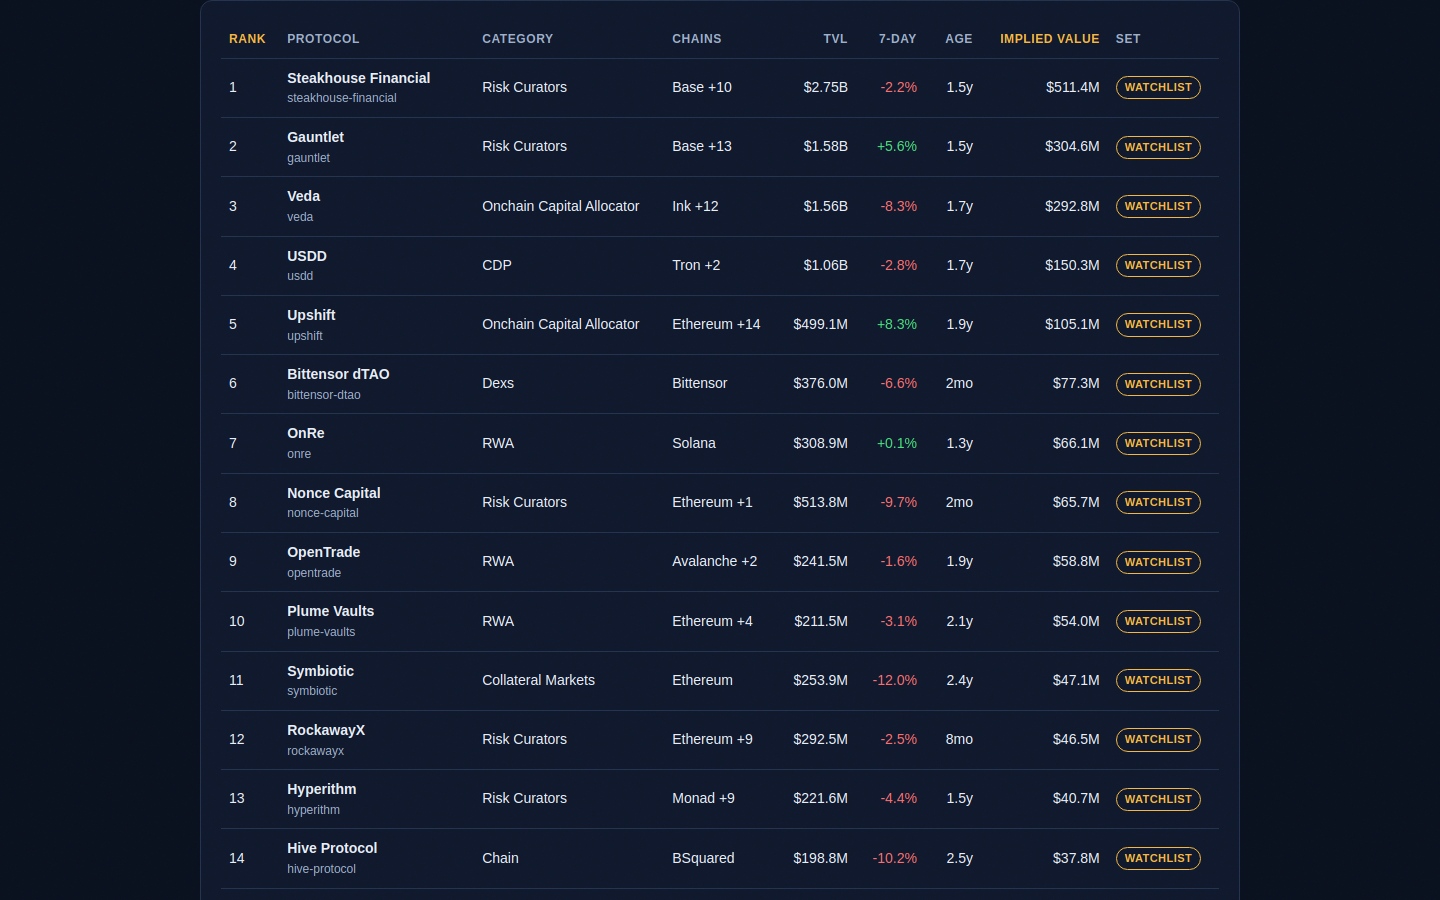 RANK PROTOCOL CATEGORY CHAINS TVL 7-DAY AGE IMPLIED VALUE SET
1 Steakhouse Financial Risk Curators Base +10 $2.75B -2.2% 1.5y $511.4M WATCHLIST
steakhouse-financial
2 Gauntlet Risk Curators Base +13 $1.58B +5.6% 1.5y $304.6M WATCHLIST
gauntlet
3 Veda Onchain Capital Allocator Ink +12 $1.56B -8.3% 1.7y $292.8M WATCHLIST
veda
4 USDD CDP Tron +2 $1.06B -2.8% 1.7y $150.3M WATCHLIST
usdd
5 Upshift Onchain Capital Allocator Ethereum +14 $499.1M +8.3% 1.9y $105.1M WATCHLIST
upshift
6 Bittensor dTAO Dexs Bittensor $376.0M -6.6% 2mo $77.3M WATCHLIST
bittensor-dtao
7 OnRe RWA Solana $308.9M +0.1% 1.3y $66.1M WATCHLIST
onre
8 Nonce Capital Risk Curators Ethereum +1 $513.8M -9.7% 2mo $65.7M WATCHLIST
nonce-capital
9 OpenTrade RWA Avalanche +2 $241.5M -1.6% 1.9y $58.8M WATCHLIST
opentrade
10 Plume Vaults RWA Ethereum +4 $211.5M -3.1% 2.1y $54.0M WATCHLIST
plume-vaults
11 Symbiotic Collateral Markets Ethereum $253.9M -12.0% 2.4y $47.1M WATCHLIST
symbiotic
12 RockawayX Risk Curators Ethereum +9 $292.5M -2.5% 8mo $46.5M WATCHLIST
rockawayx
13 Hyperithm Risk Curators Monad +9 $221.6M -4.4% 1.5y $40.7M WATCHLIST
hyperithm
14 Hive Protocol Chain BSquared $198.8M -10.2% 2.5y $37.8M WATCHLIST
hive-protocol